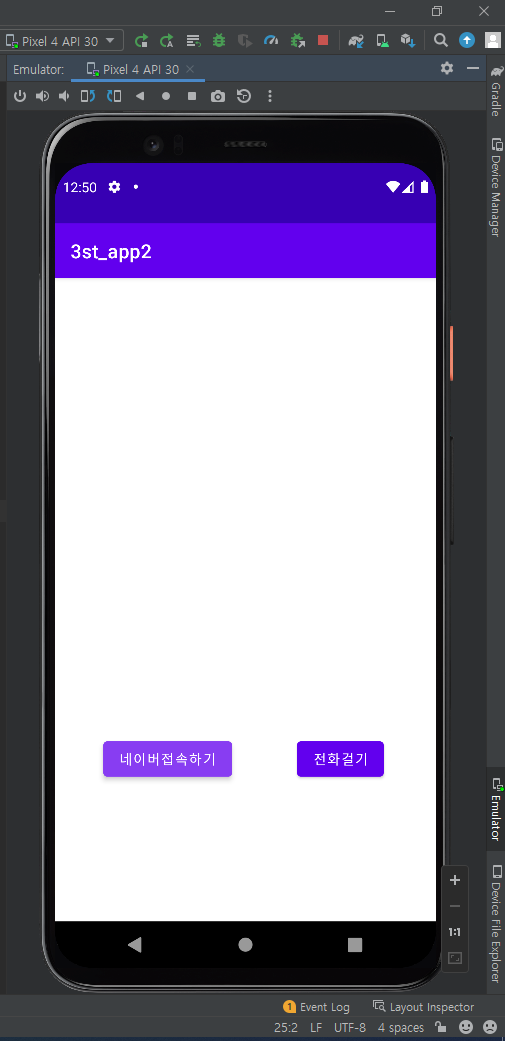 Pixel 4 API 30
Emulator:
Pixel 4 API 30
12:50
3st_app2
네이버접속하기
전화걸기
Gradle
Device Manager
Emulator
Device File Explorer
1:1
1 Event Log
Layout Inspector
25:2 LF UTF-8 4 spaces